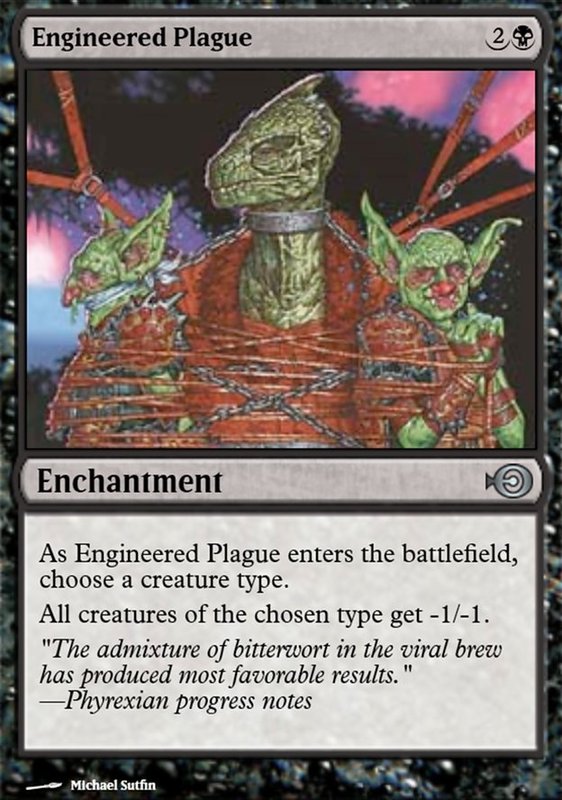 Engineered Plague 2
Enchantment
As Engineered Plague enters the battlefield,
choose a creature type.
All creatures of the chosen type get -1/-1.
"The admixture of bitterwort in the viral brew
has produced most favorable results."
—Phyrexian progress notes
Michael Sutfin